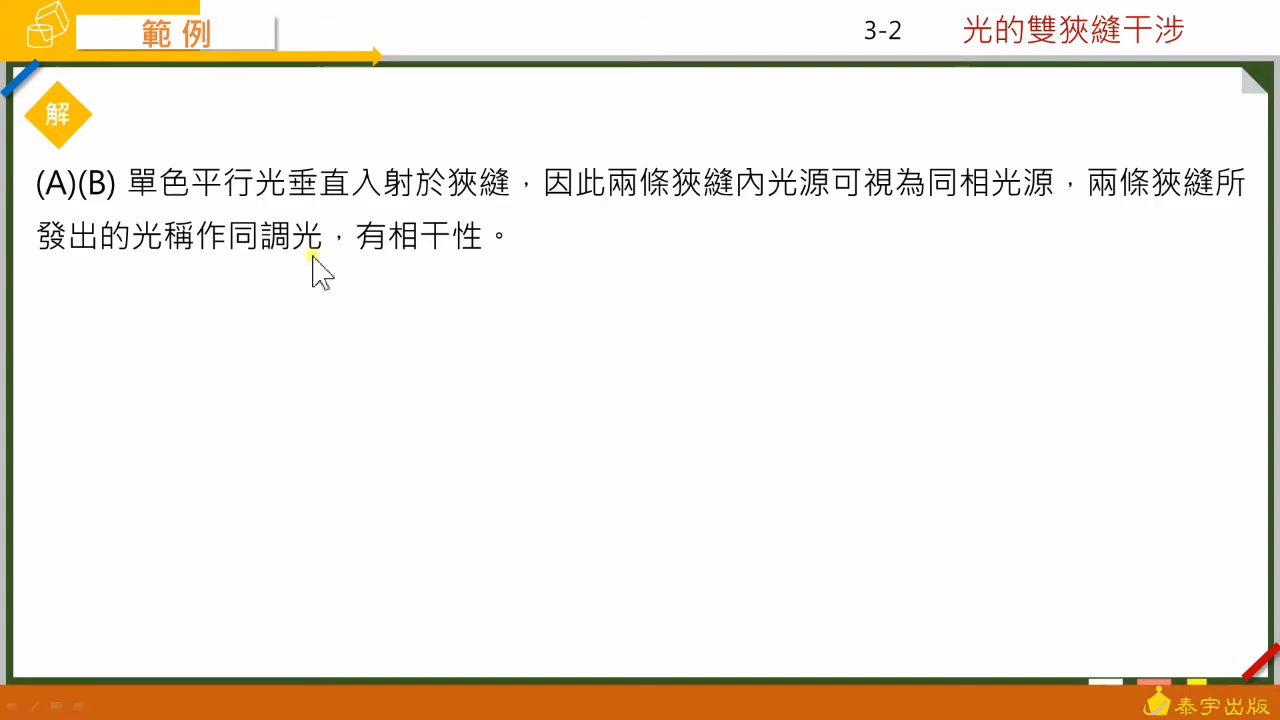 範例
3-2
光的雙狹縫干涉
解
(A)(B) 單色平行光垂直入射於狹縫，因此兩條狹縫內光源可視為同相光源，兩條狹縫所
發出的光稱作同調光，有相干性。
泰宇出版